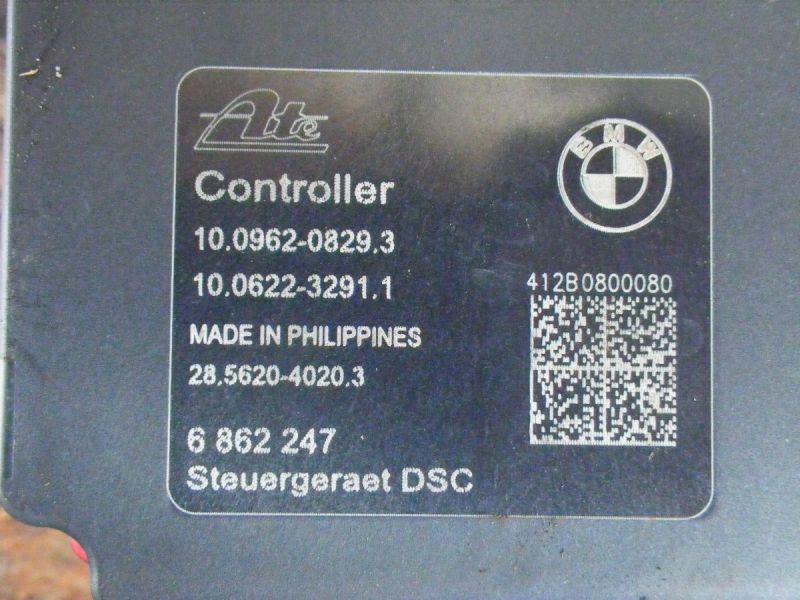 Ate
BMW
Controller
10.0962-0829.3
10.0622-3291.1
412B0800080
MADE IN PHILIPPINES
28.5620-4020.3
6 862 247
Steuergeraet DSC